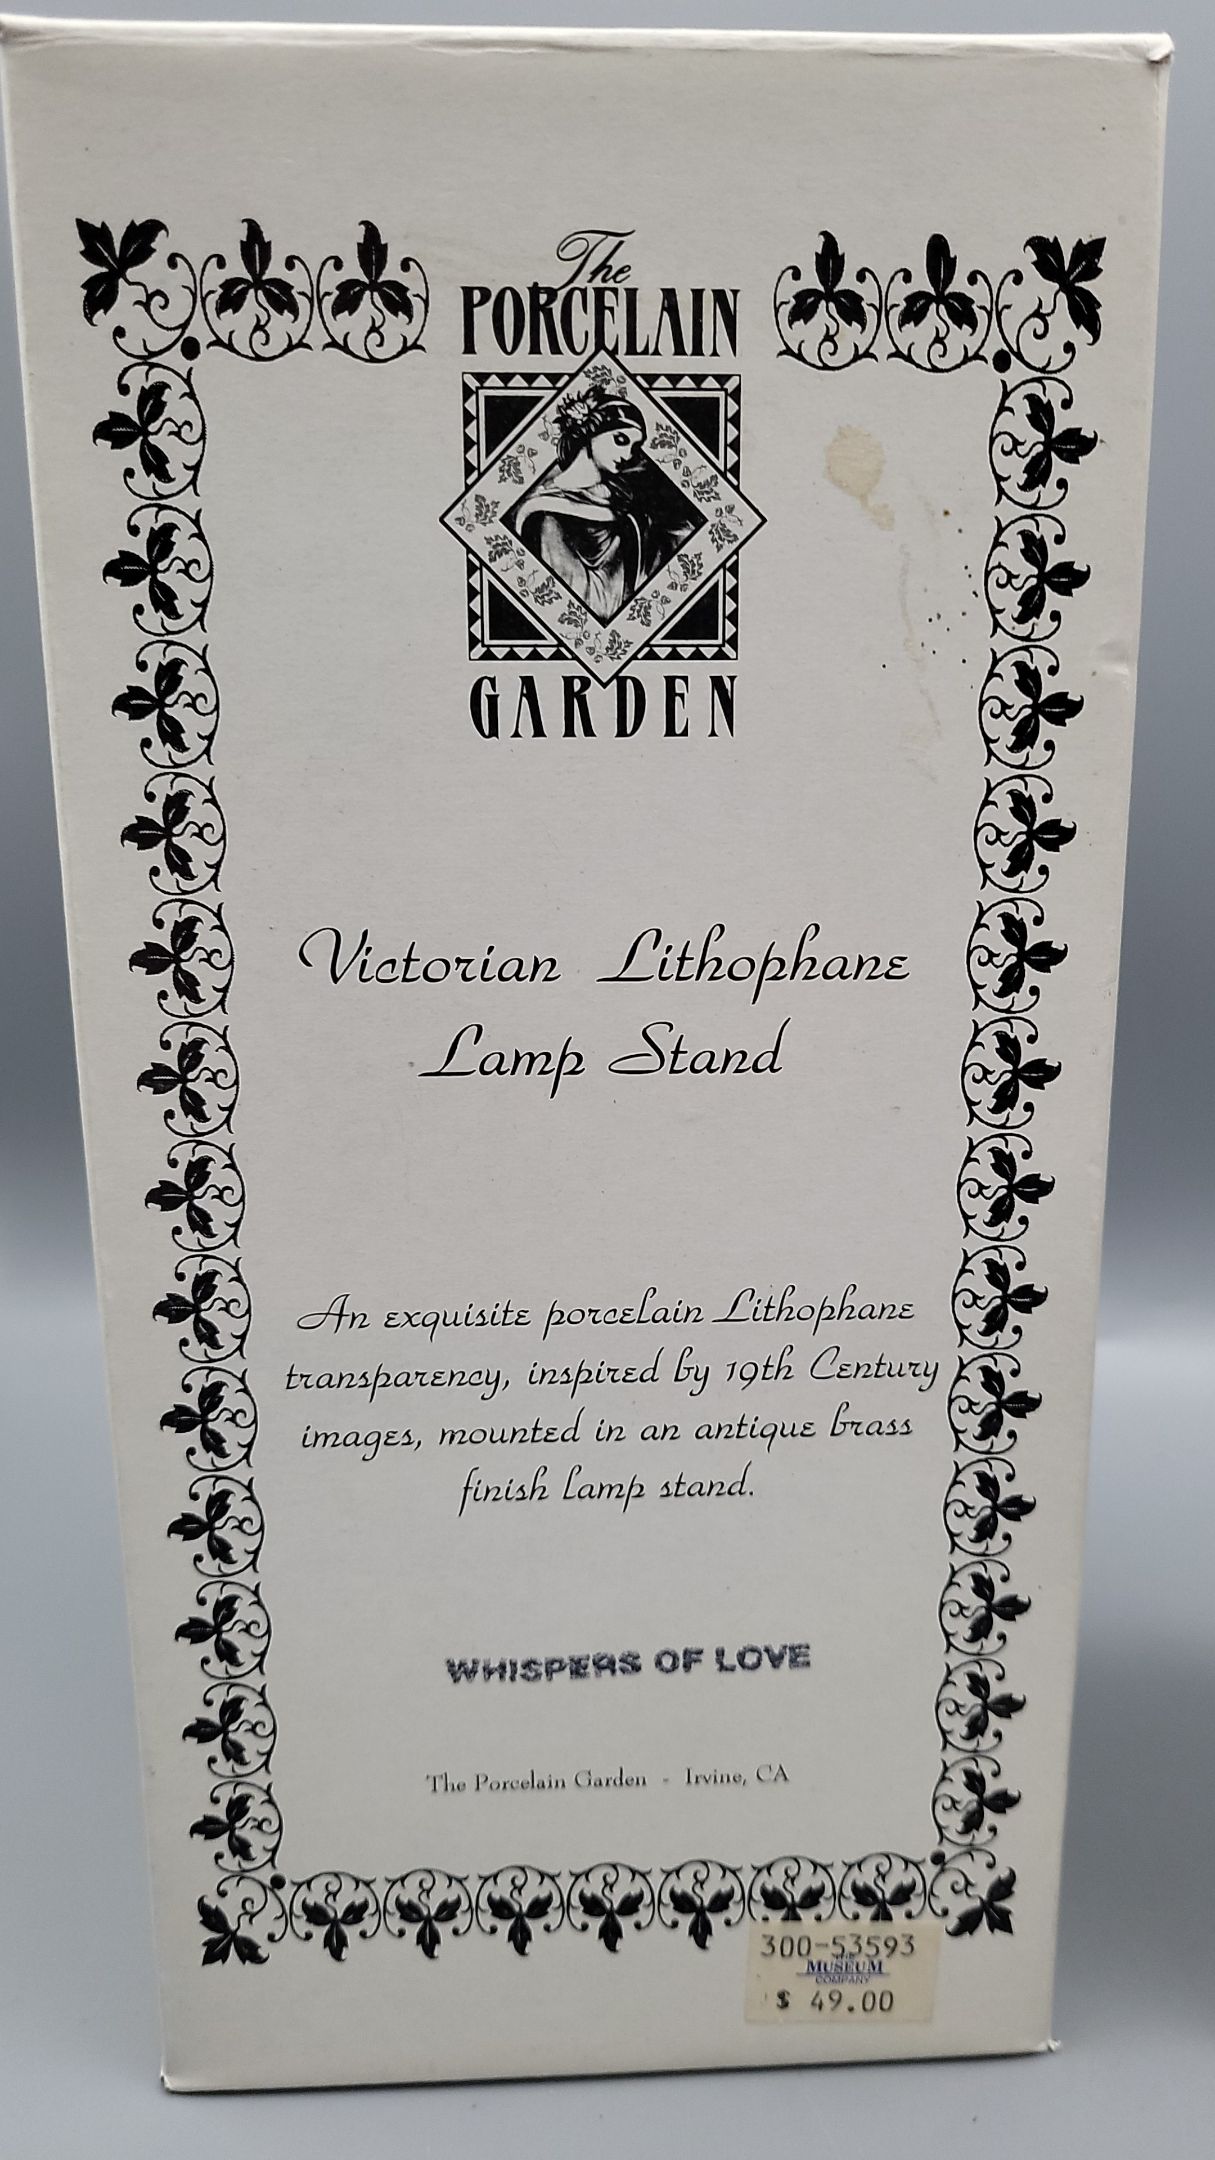 The
PORCELAIN
GARDEN
Victorian Lithophane
Lamp Stand
An exquisite porcelain Lithophane
transparency, inspired by 19th Century
images, mounted in an antique brass
finish lamp stand.
WHISPERS OF LOVE
The Porcelain Garden - Irvine, CA
300-53593
THE
MUSEUM
COMPANY
$ 49.00